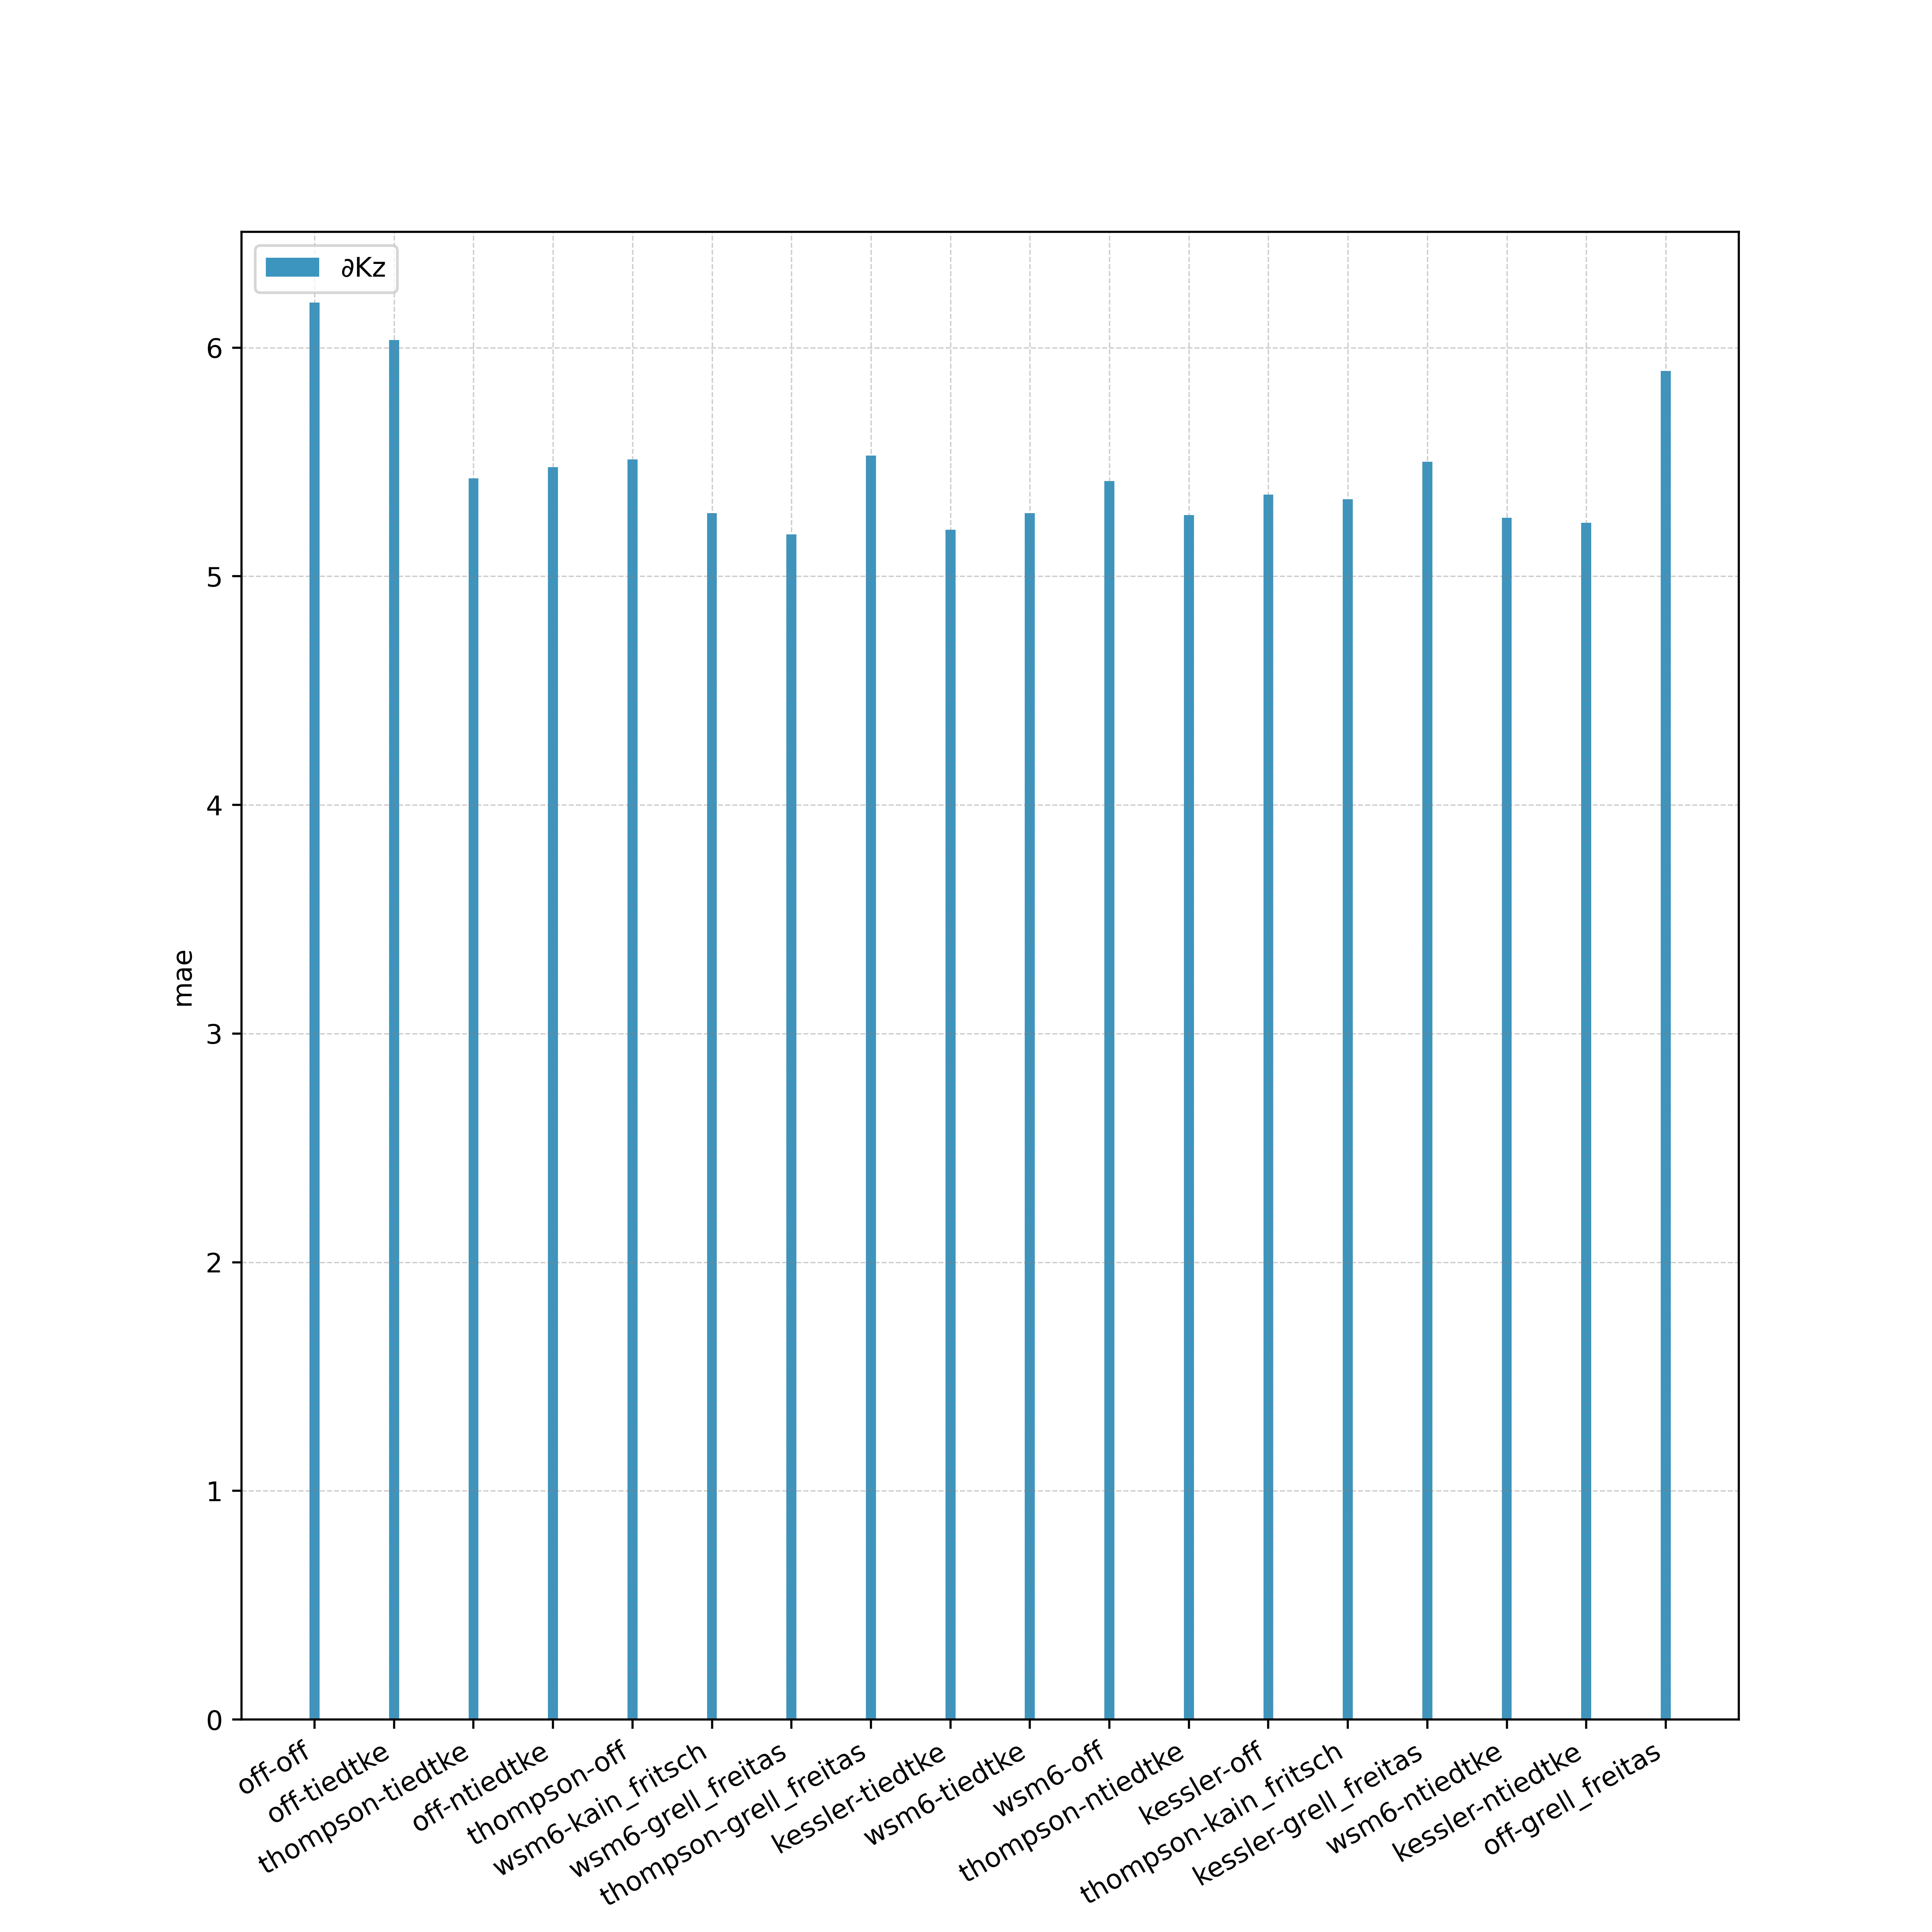 ∂Kz
6
5
4
3
2
1
0
mae
off-off
off-tiedtke
thompson-tiedtke
off-ntiedtke
thompson-off
wsm6-kain_fritsch
wsm6-grell_freitas
thompson-grell_freitas
kessler-tiedtke
wsm6-tiedtke
wsm6-off
thompson-ntiedtke
kessler-off
thompson-kain_fritsch
kessler-grell_freitas
wsm6-ntiedtke
kessler-ntiedtke
off-grell_freitas